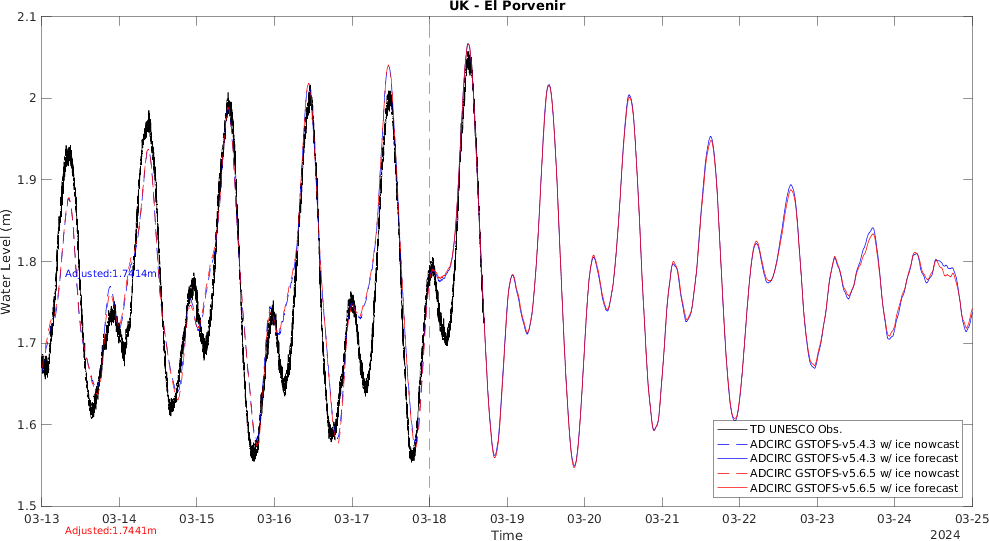 UK - El Porvenir
2.1
2
1.9
1.8
1.7
1.6
1.5
Water Level (m)
Adjusted:1.7414m
Adjusted:1.7441m
TD UNESCO Obs.
ADCIRC GSTOFS-v5.4.3 w/ ice nowcast
ADCIRC GSTOFS-v5.4.3 w/ ice forecast
ADCIRC GSTOFS-v5.6.5 w/ ice nowcast
ADCIRC GSTOFS-v5.6.5 w/ ice forecast
03-13 03-14 03-15 03-16 03-17 03-18 03-19 03-20 03-21 03-22 03-23 03-24 03-25
Time
2024